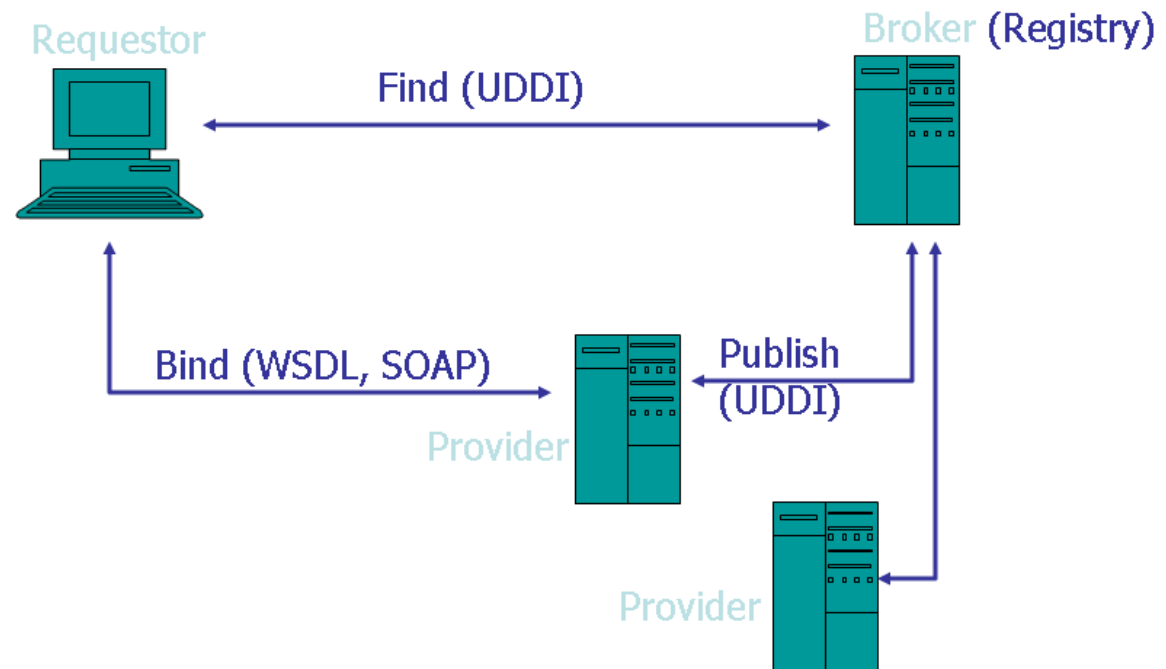 Requestor
Broker (Registry)
Find (UDDI)
Bind (WSDL, SOAP)
Publish
(UDDI)
Provider
Provider